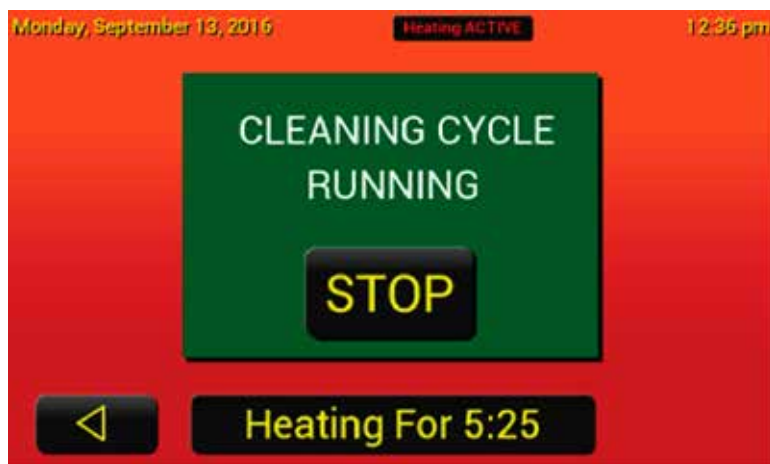 Monday, September 13, 2016 Heating ACTIVE 12:36 pm
CLEANING CYCLE
RUNNING
STOP
Heating For 5:25